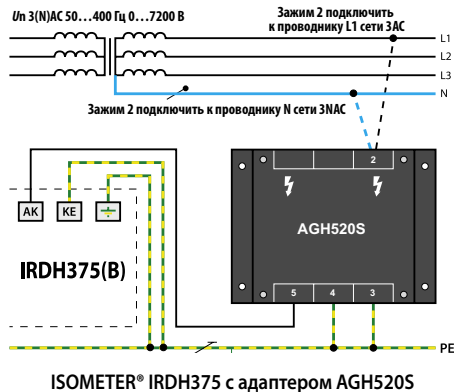 Un 3(N)AC 50…400 Гц 0…7200 В
Зажим 2 подключить
к проводнику L1 сети 3AC
L1
L2
L3
N
Зажим 2 подключить к проводнику N сети 3NAC
2
AK
KE
AGH520S
IRDH375(B)
5
4
3
PE
ISOMETER® IRDH375 с адаптером AGH520S